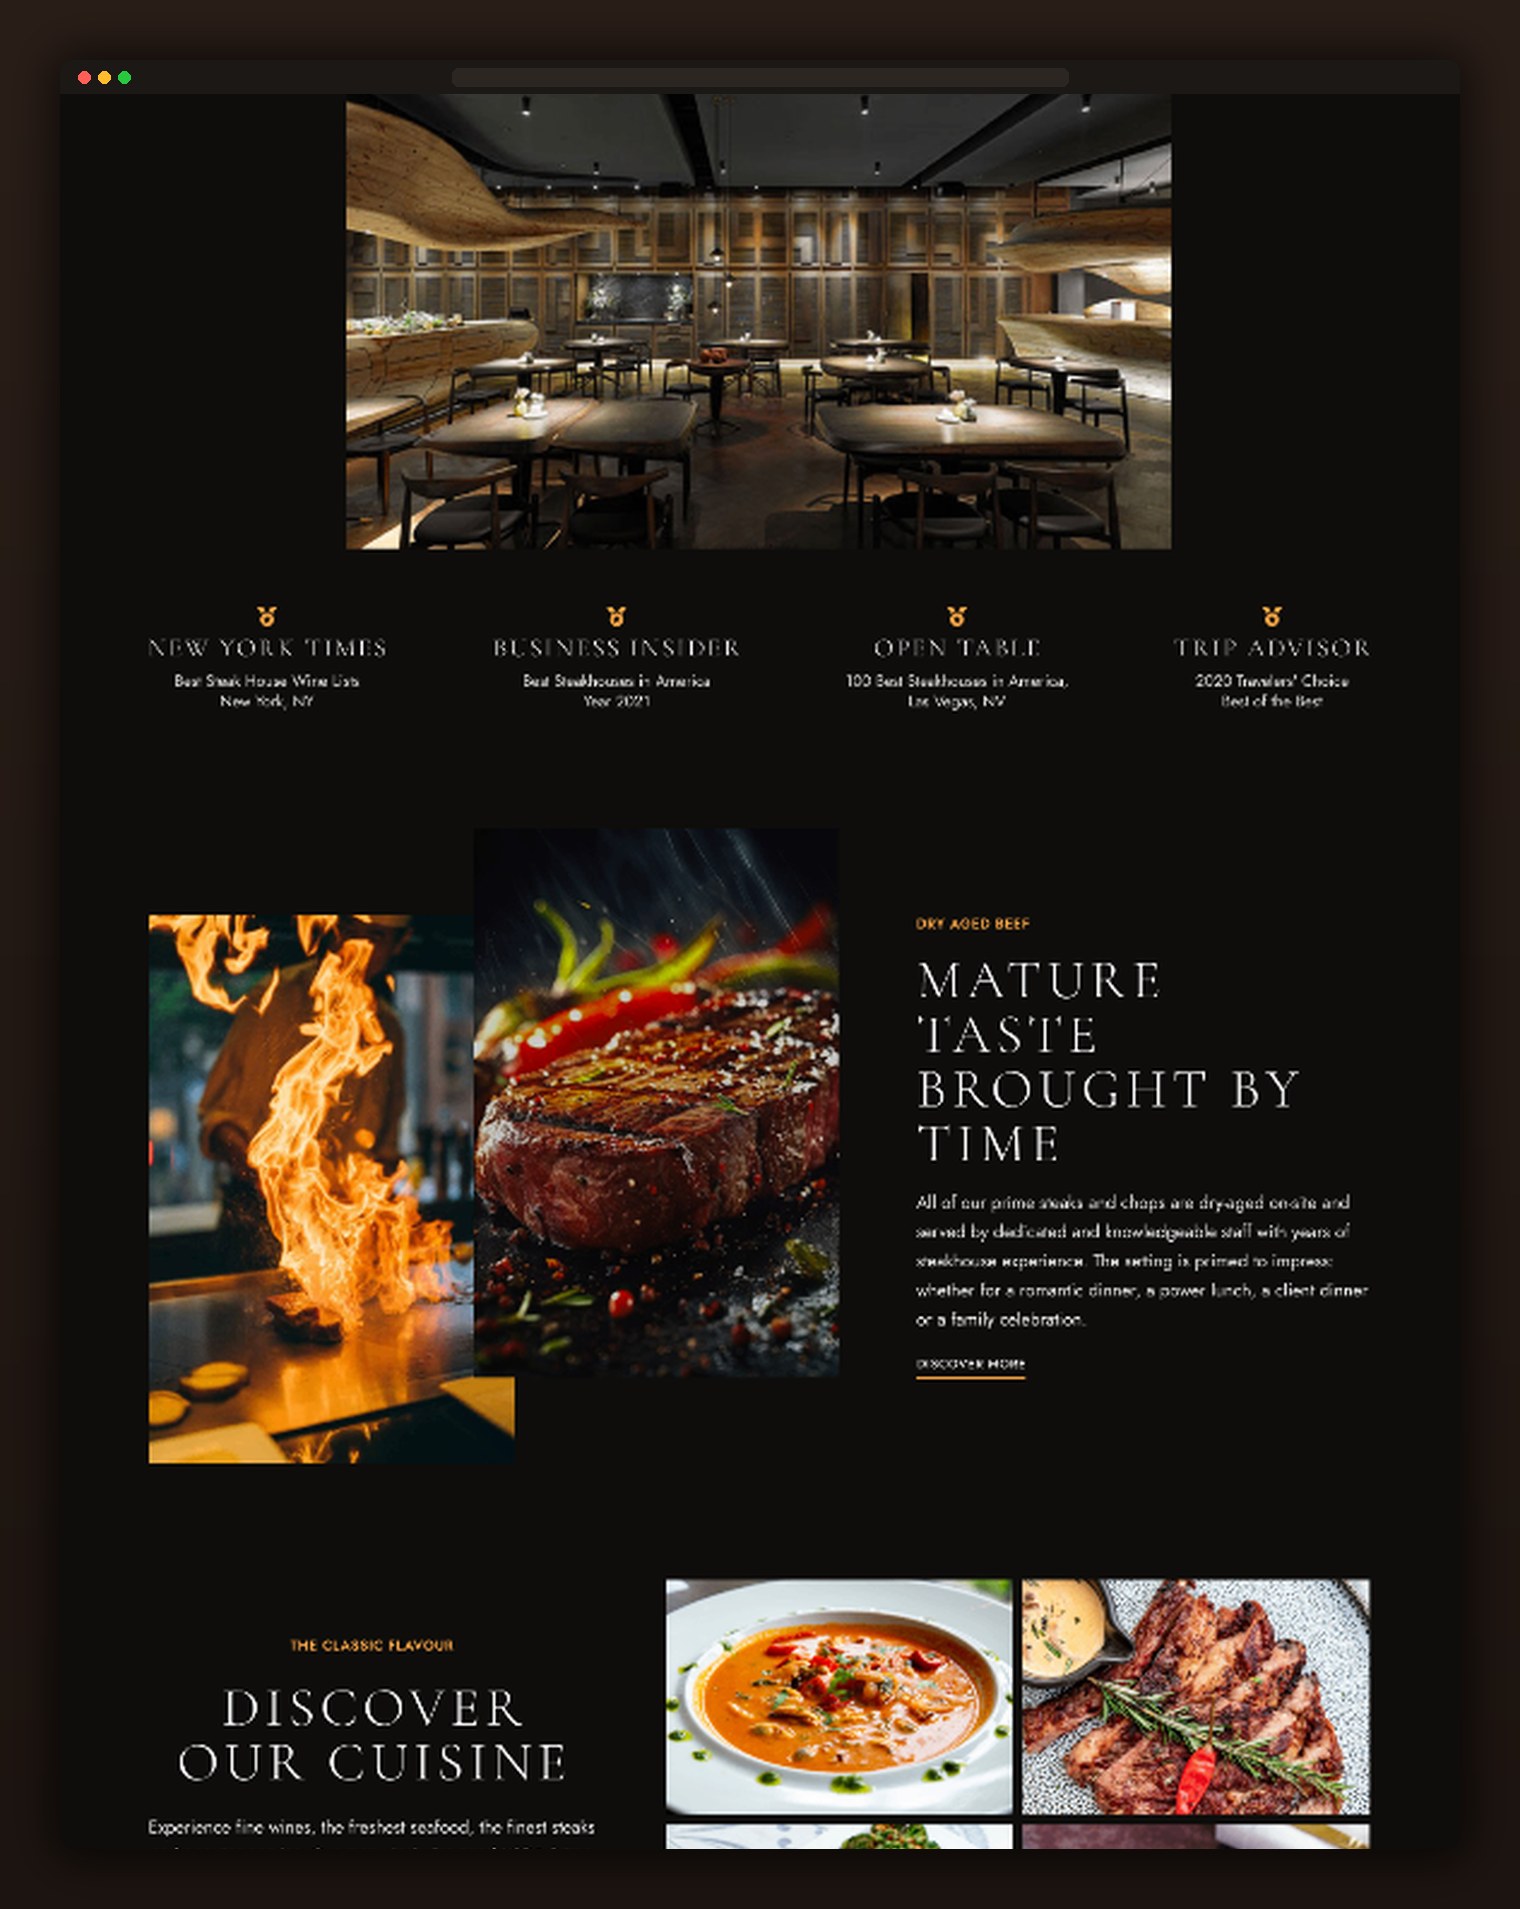 NEW YORK TIMES
Best Steak House Wine Lists
New York, NY
BUSINESS INSIDER
Best Steakhouses in America
Year 2021
OPEN TABLE
100 Best Steakhouses in America,
Las Vegas, NV
TRIP ADVISOR
2020 Travelers' Choice
Best of the Best
DRY AGED BEEF
MATURE
TASTE
BROUGHT BY
TIME
All of our prime steaks and chops are dry-aged on-site and
served by dedicated and knowledgeable staff with years of
steakhouse experience. The setting is primed to impress:
whether for a romantic dinner, a power lunch, a client dinner
or a family celebration.
DISCOVER MORE
THE CLASSIC FLAVOUR
DISCOVER
OUR CUISINE
Experience fine wines, the freshest seafood, the finest steaks